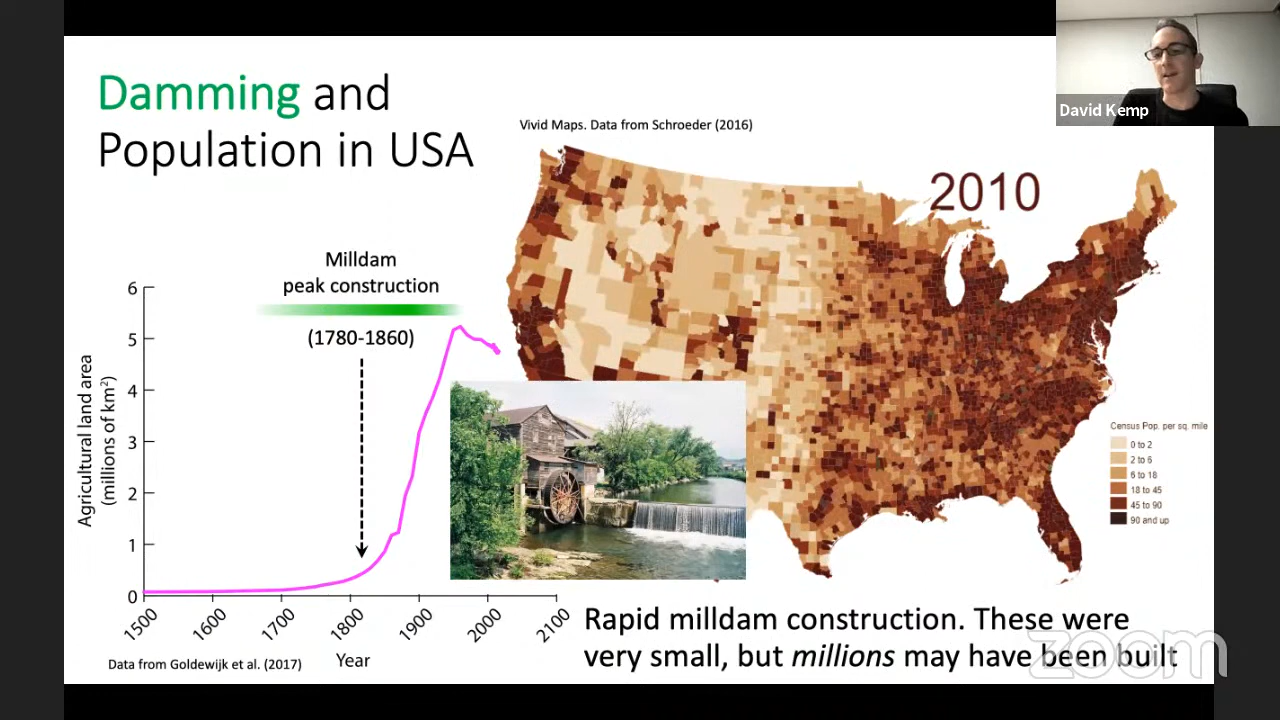 Damming and
Population in USA
Vivid Maps. Data from Schroeder (2016)
David Kemp
2010
Milldam
peak construction
(1780-1860)
Agricultural land area
(millions of km²)
6
5
4
3
2
1
0
1500
1600
1700
1800
1900
2000
2100
Year
Data from Goldewijk et al. (2017)
Census Pop. per sq. mile
0 to 2
2 to 6
6 to 18
18 to 45
45 to 90
90 and up
Rapid milldam construction. These were
very small, but millions may have been built
zoom